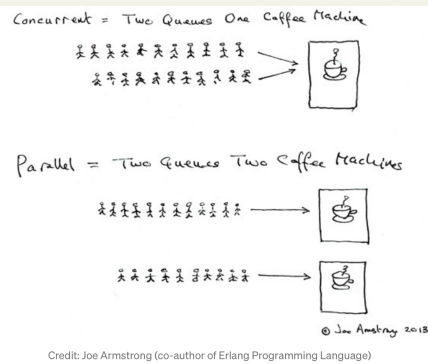 Concurrent = Two Queues One Coffee Machine
Parallel = Two Queues Two Coffee Machines
© Joe Armstrong 2013
Credit: Joe Armstrong (co-author of Erlang Programming Language)